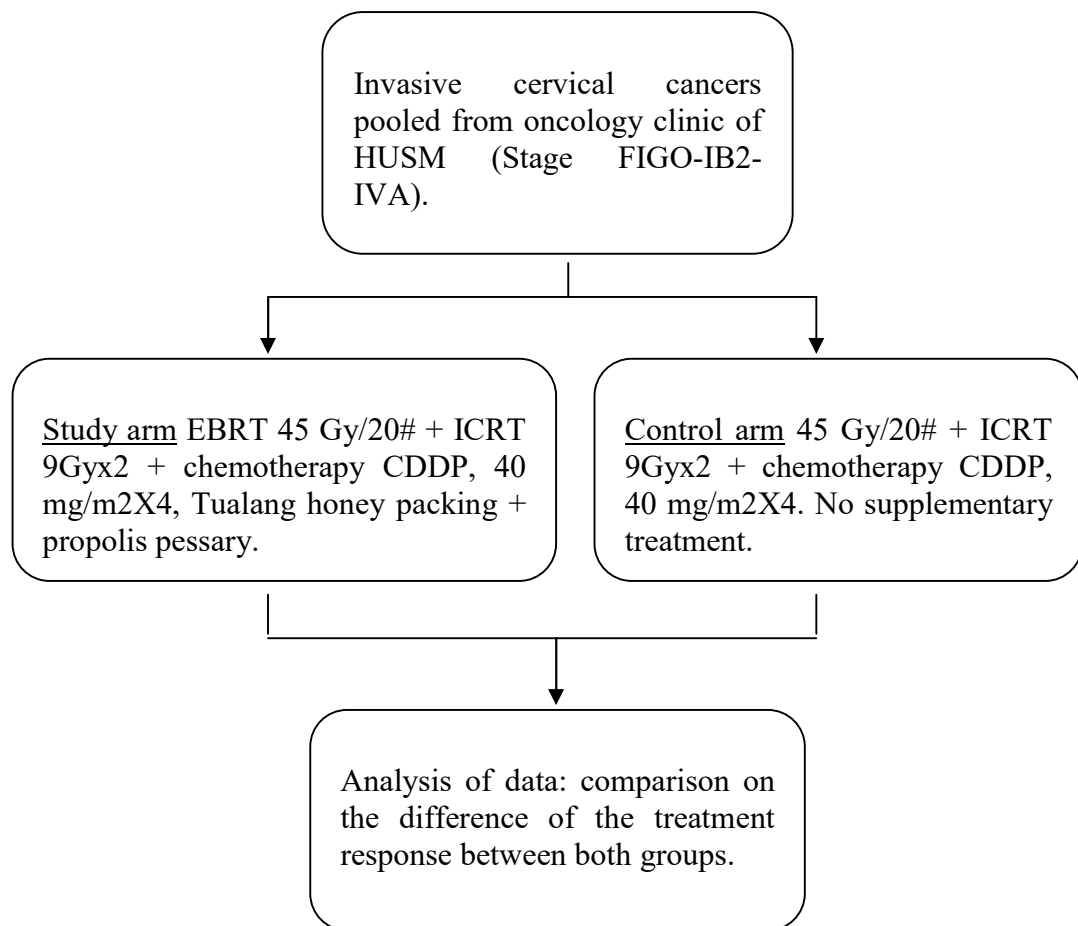 Invasive cervical cancers
pooled from oncology clinic of
HUSM (Stage FIGO-IB2-
IVA).
Study arm EBRT 45 Gy/20# + ICRT
9Gyx2 + chemotherapy CDDP, 40
mg/m2X4, Tualang honey packing +
propolis pessary.
Control arm 45 Gy/20# + ICRT
9Gyx2 + chemotherapy CDDP,
40 mg/m2X4. No supplementary
treatment.
Analysis of data: comparison on
the difference of the treatment
response between both groups.